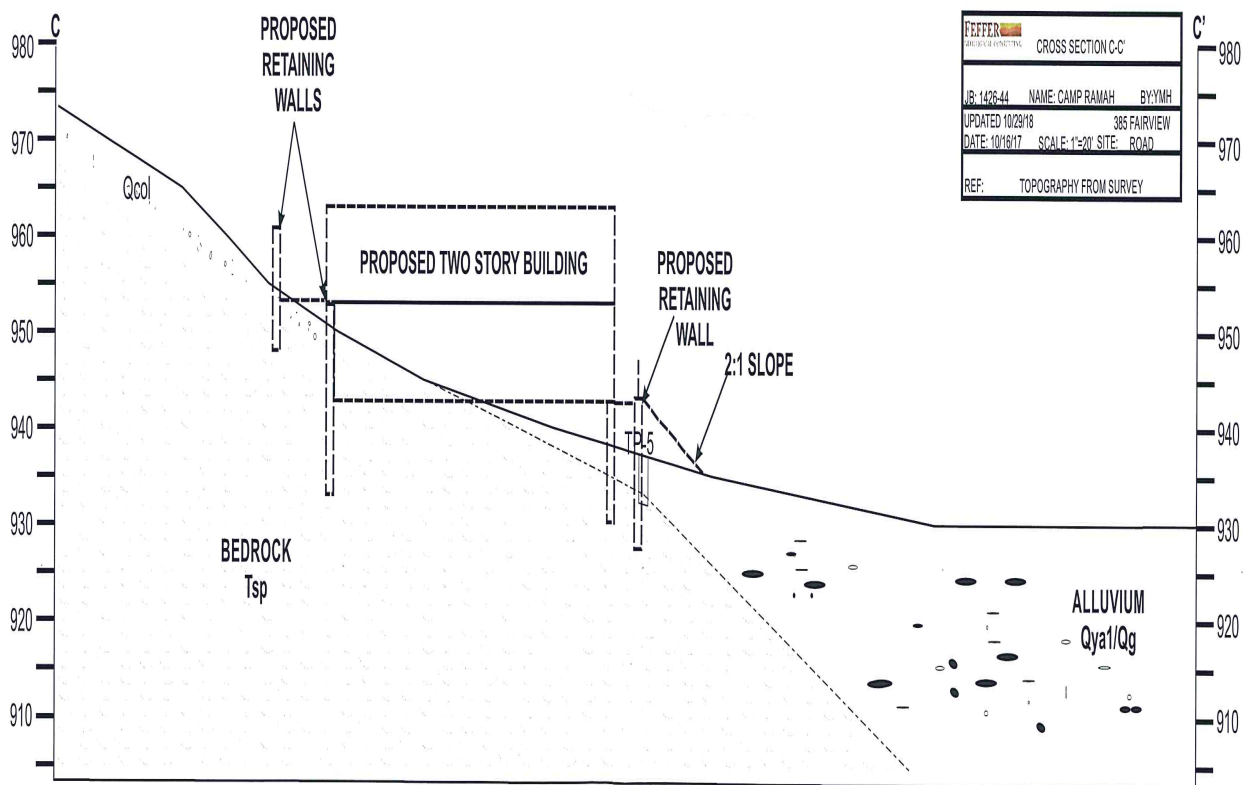 C
C'
980
970
960
950
940
930
920
910
980
970
960
950
940
930
920
910
FEFFER
GEOLOGICAL CONSULTING
CROSS SECTION C-C'
JB: 1426-44 NAME: CAMP RAMAH BY:YMH
UPDATED 10/29/18 385 FAIRVIEW
DATE: 10/16/17 SCALE: 1"=20' SITE: ROAD
REF: TOPOGRAPHY FROM SURVEY
PROPOSED
RETAINING
WALLS
Qcol
PROPOSED TWO STORY BUILDING
PROPOSED
RETAINING
WALL
2:1 SLOPE
TP-5
BEDROCK
Tsp
ALLUVIUM
Qya1/Qg